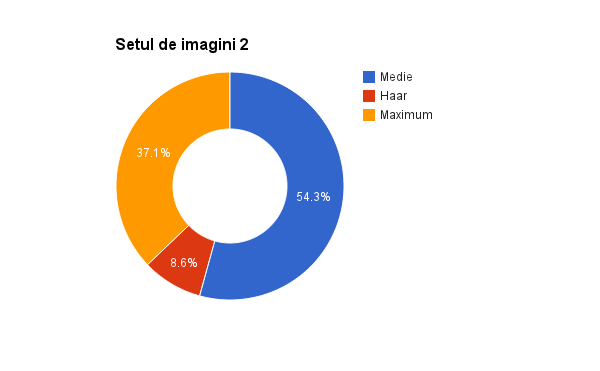 Setul de imagini 2
Medie
Haar
Maximum
37.1%
54.3%
8.6%